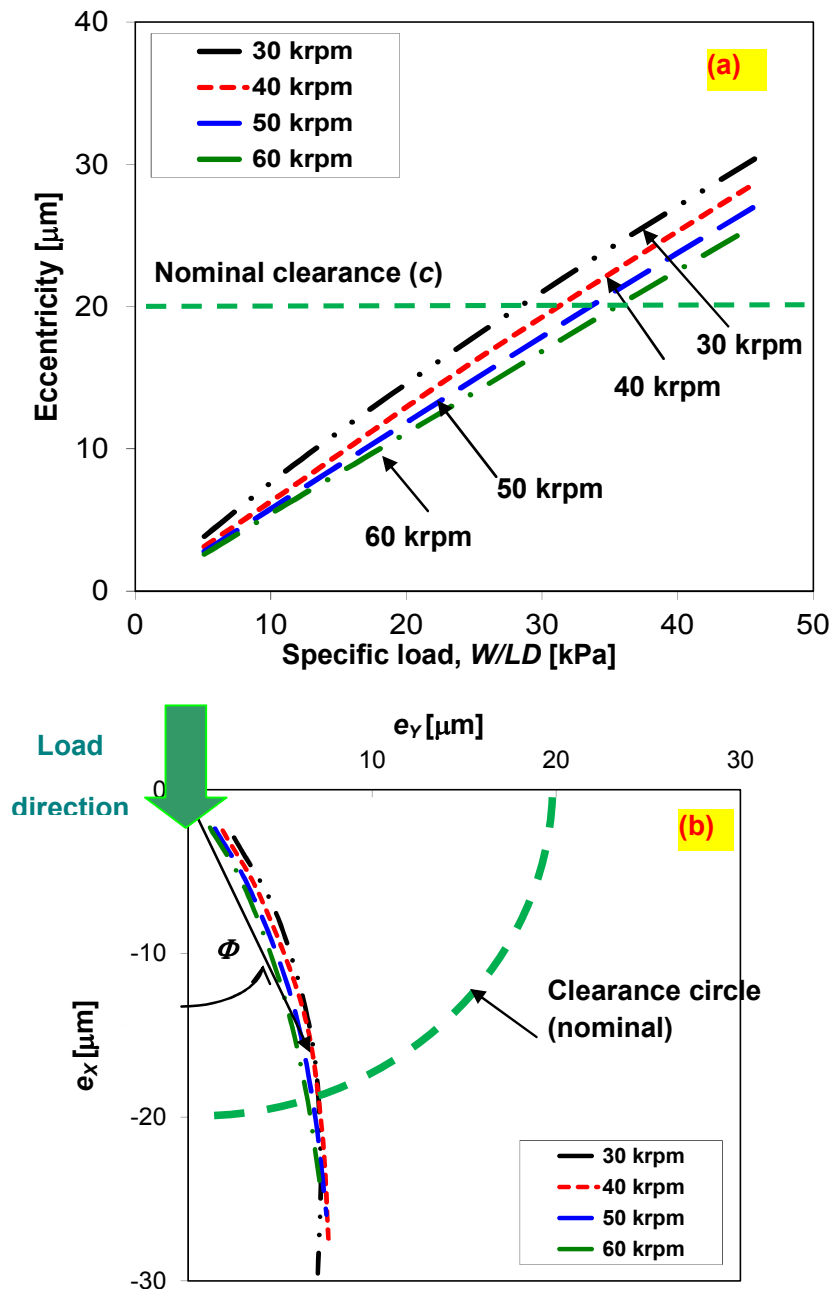 40
30
20
10
0
Eccentricity [μm]
30 krpm
40 krpm
50 krpm
60 krpm
(a)
Nominal clearance (c)
30 krpm
40 krpm
50 krpm
60 krpm
0 10 20 30 40 50
Specific load, W/LD [kPa]
Load
direction
eY [μm]
10 20 30
0
-10
-20
-30
eX [μm]
(b)
Φ
Clearance circle
(nominal)
30 krpm
40 krpm
50 krpm
60 krpm